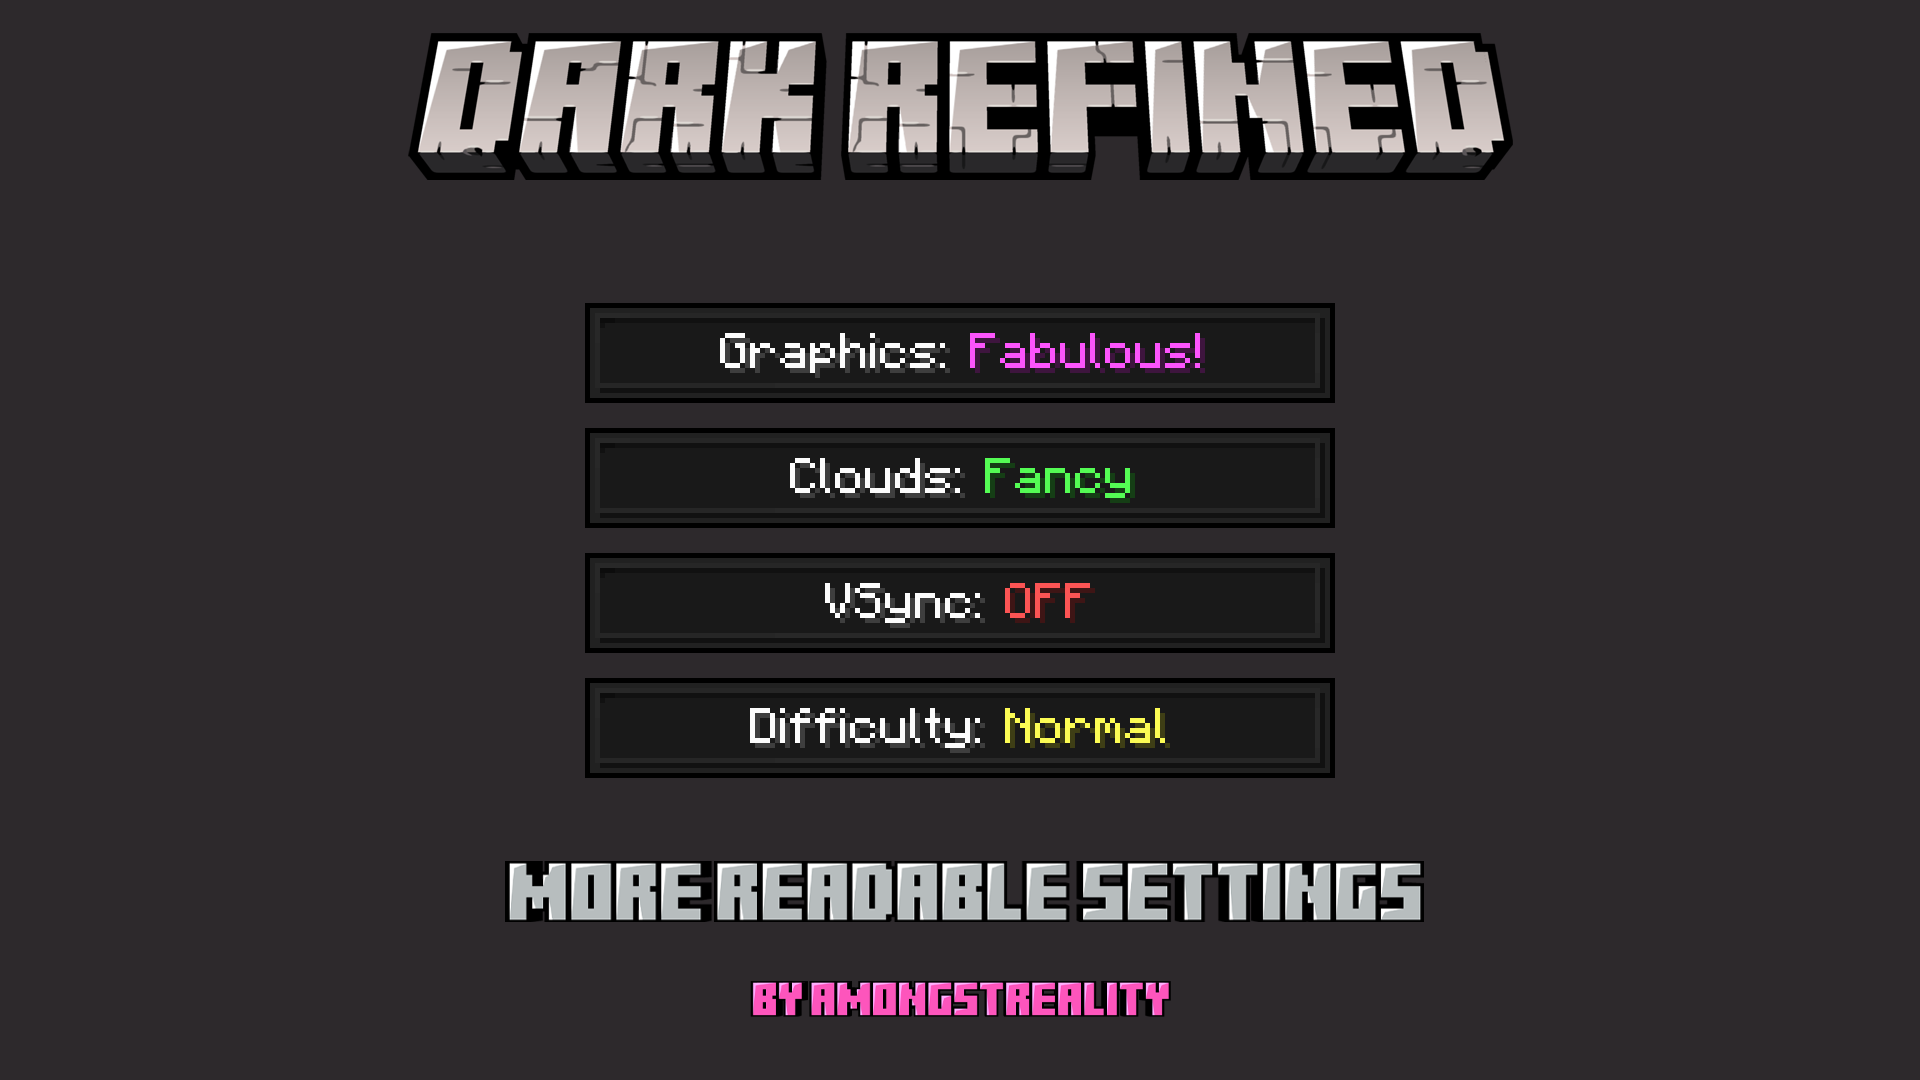 DARK REFINED
Graphics: Fabulous!
Clouds: Fancy
VSync: OFF
Difficulty: Normal
MORE READABLE SETTINGS
BY AMONGSTREALITY